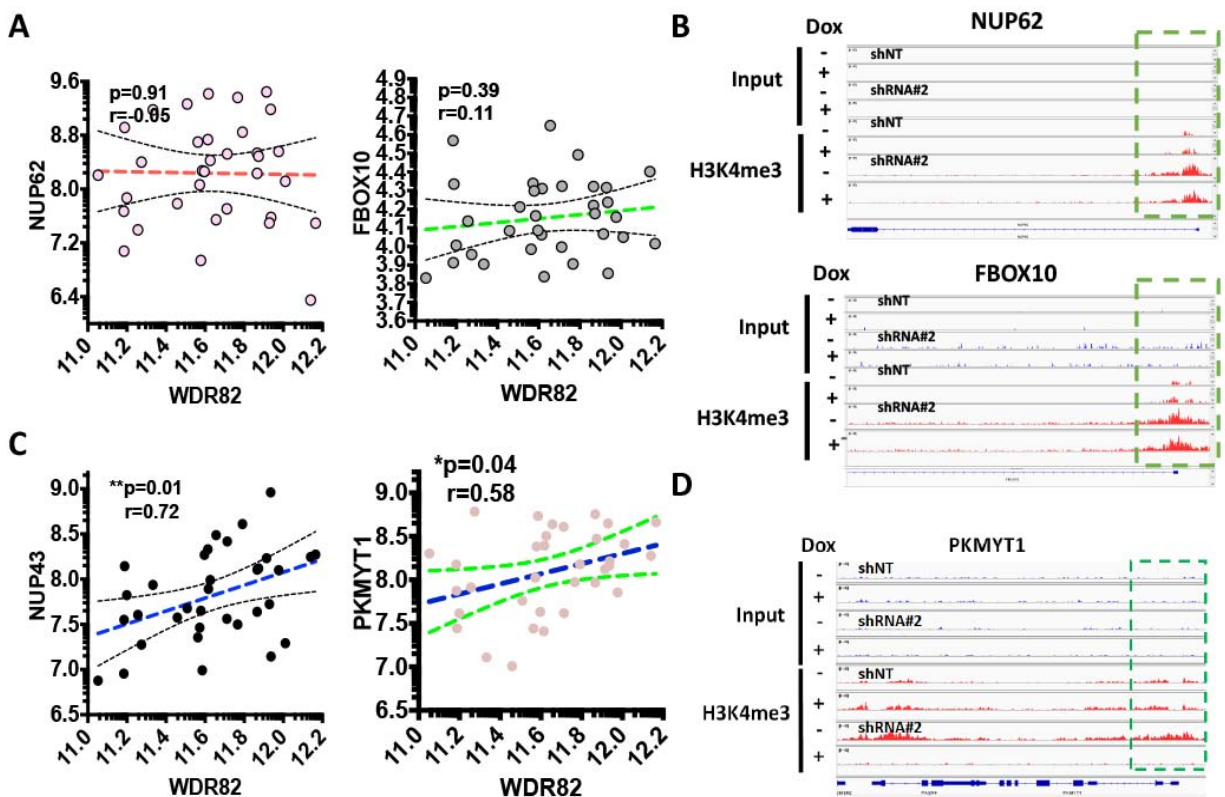 A
p=0.91
r=-0.05
NUP62
9.6
8.8
8.0
7.2
6.4
11.0
11.2
11.4
11.6
11.8
12.0
12.2
WDR82
p=0.39
r=0.11
FBOX10
4.9
4.8
4.7
4.6
4.5
4.4
4.3
4.2
4.1
4.0
3.9
3.8
3.7
3.6
11.0
11.2
11.4
11.6
11.8
12.0
12.2
WDR82
B
NUP62
Dox
Input
H3K4me3
- shNT
+
- shRNA#2
+
- shNT
+
- shRNA#2
+
FBOX10
Dox
Input
H3K4me3
- shNT
+
- shRNA#2
+
- shNT
+
- shRNA#2
+
C
**p=0.01
r=0.72
NUP43
9.0
8.5
8.0
7.5
7.0
6.5
11.0
11.2
11.4
11.6
11.8
12.0
12.2
WDR82
*p=0.04
r=0.58
PKMYT1
9.0
8.5
8.0
7.5
7.0
6.5
11.0
11.2
11.4
11.6
11.8
12.0
12.2
WDR82
D
PKMYT1
Dox
Input
H3K4me3
- shNT
+
- shRNA#2
+
- shNT
+
- shRNA#2
+
PKMYT1